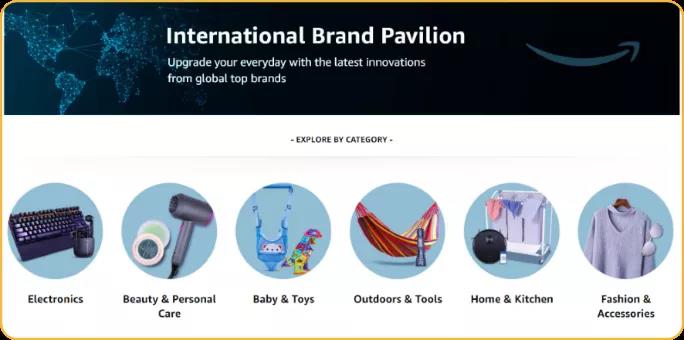 International Brand Pavilion
Upgrade your everyday with the latest innovations
from global top brands
- EXPLORE BY CATEGORY -
Electronics
Beauty & Personal
Care
Baby & Toys
Outdoors & Tools
Home & Kitchen
Fashion &
Accessories